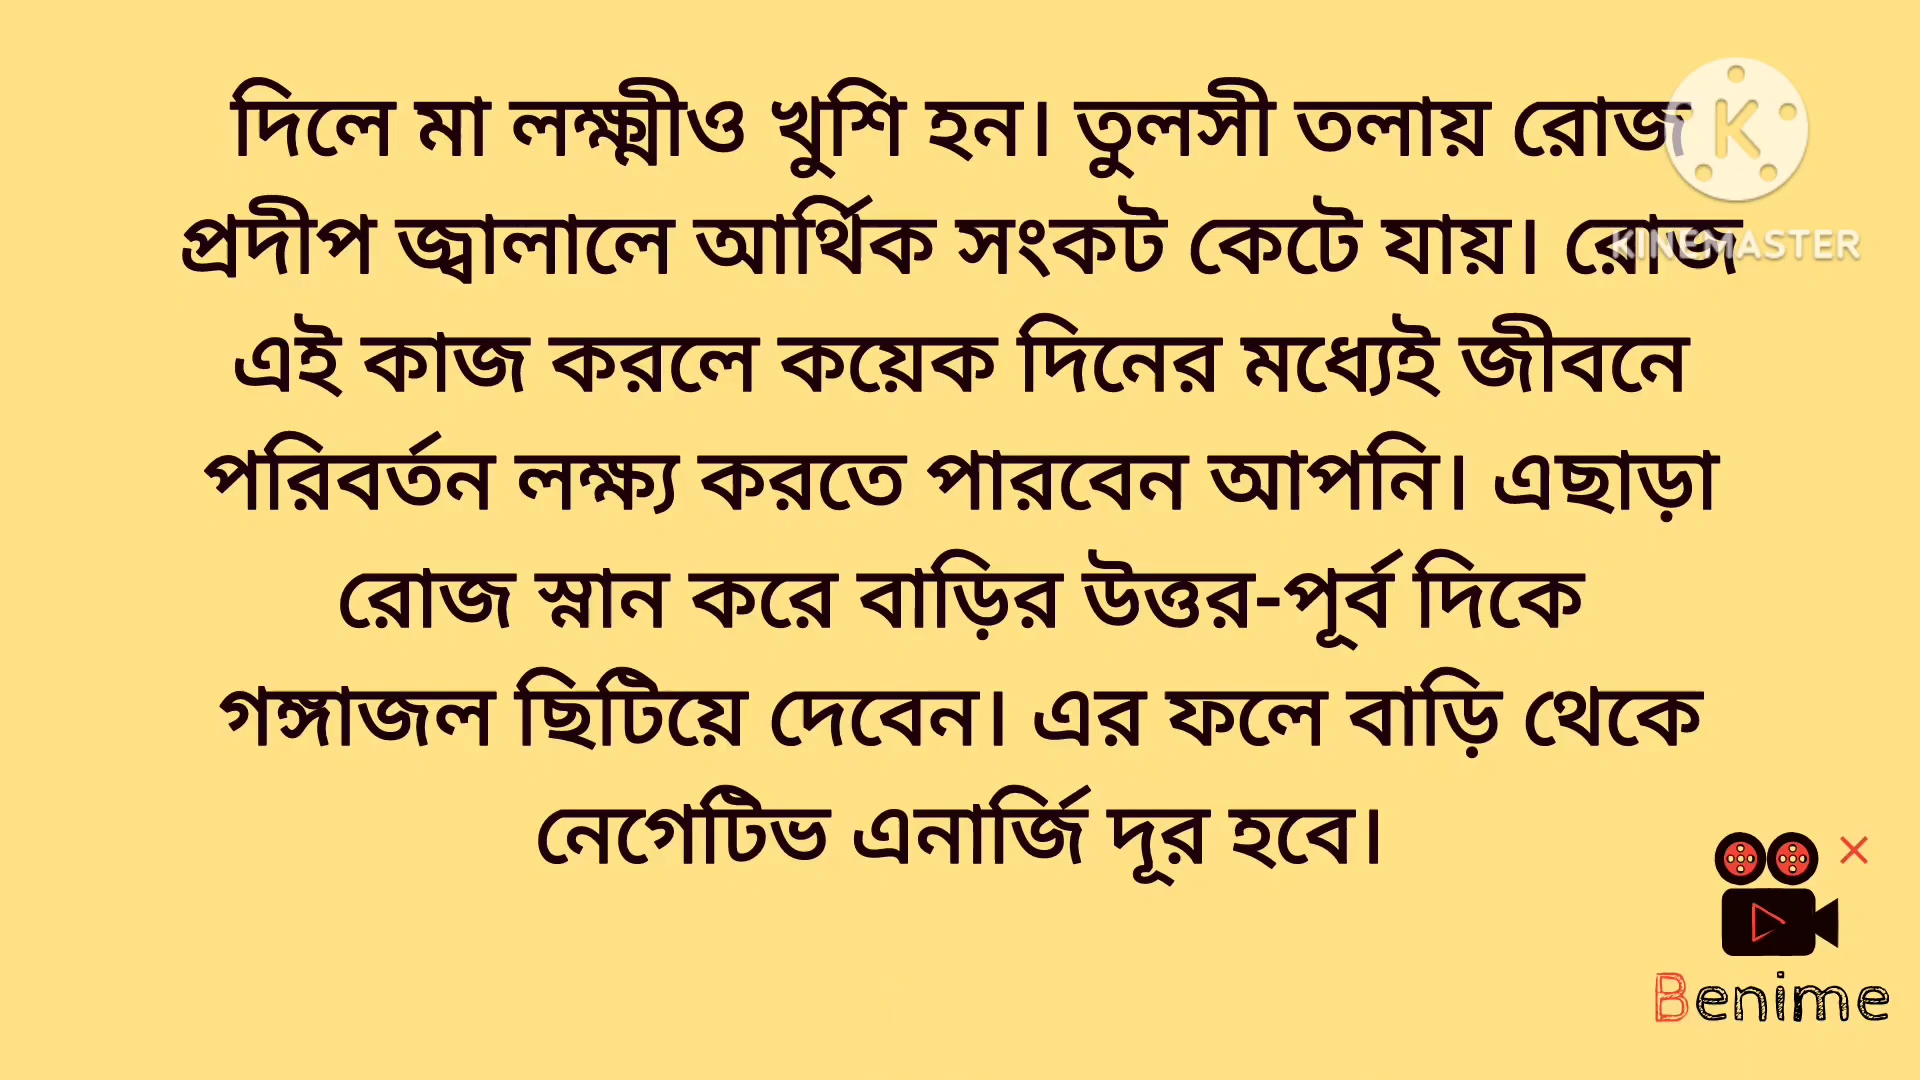 দিলে মা লক্ষ্মীও খুশি হন। তুলসী তলায় রোজ
প্রদীপ জ্বালালে আর্থিক সংকট কেটে যায়। রোজ
এই কাজ করলে কয়েক দিনের মধ্যেই জীবনে
পরিবর্তন লক্ষ্য করতে পারবেন আপনি। এছাড়া
রোজ স্নান করে বাড়ির উত্তর-পূর্ব দিকে
গঙ্গাজল ছিটিয়ে দেবেন। এর ফলে বাড়ি থেকে
নেগেটিভ এনার্জি দূর হবে।
K
KINEMASTER
Benime